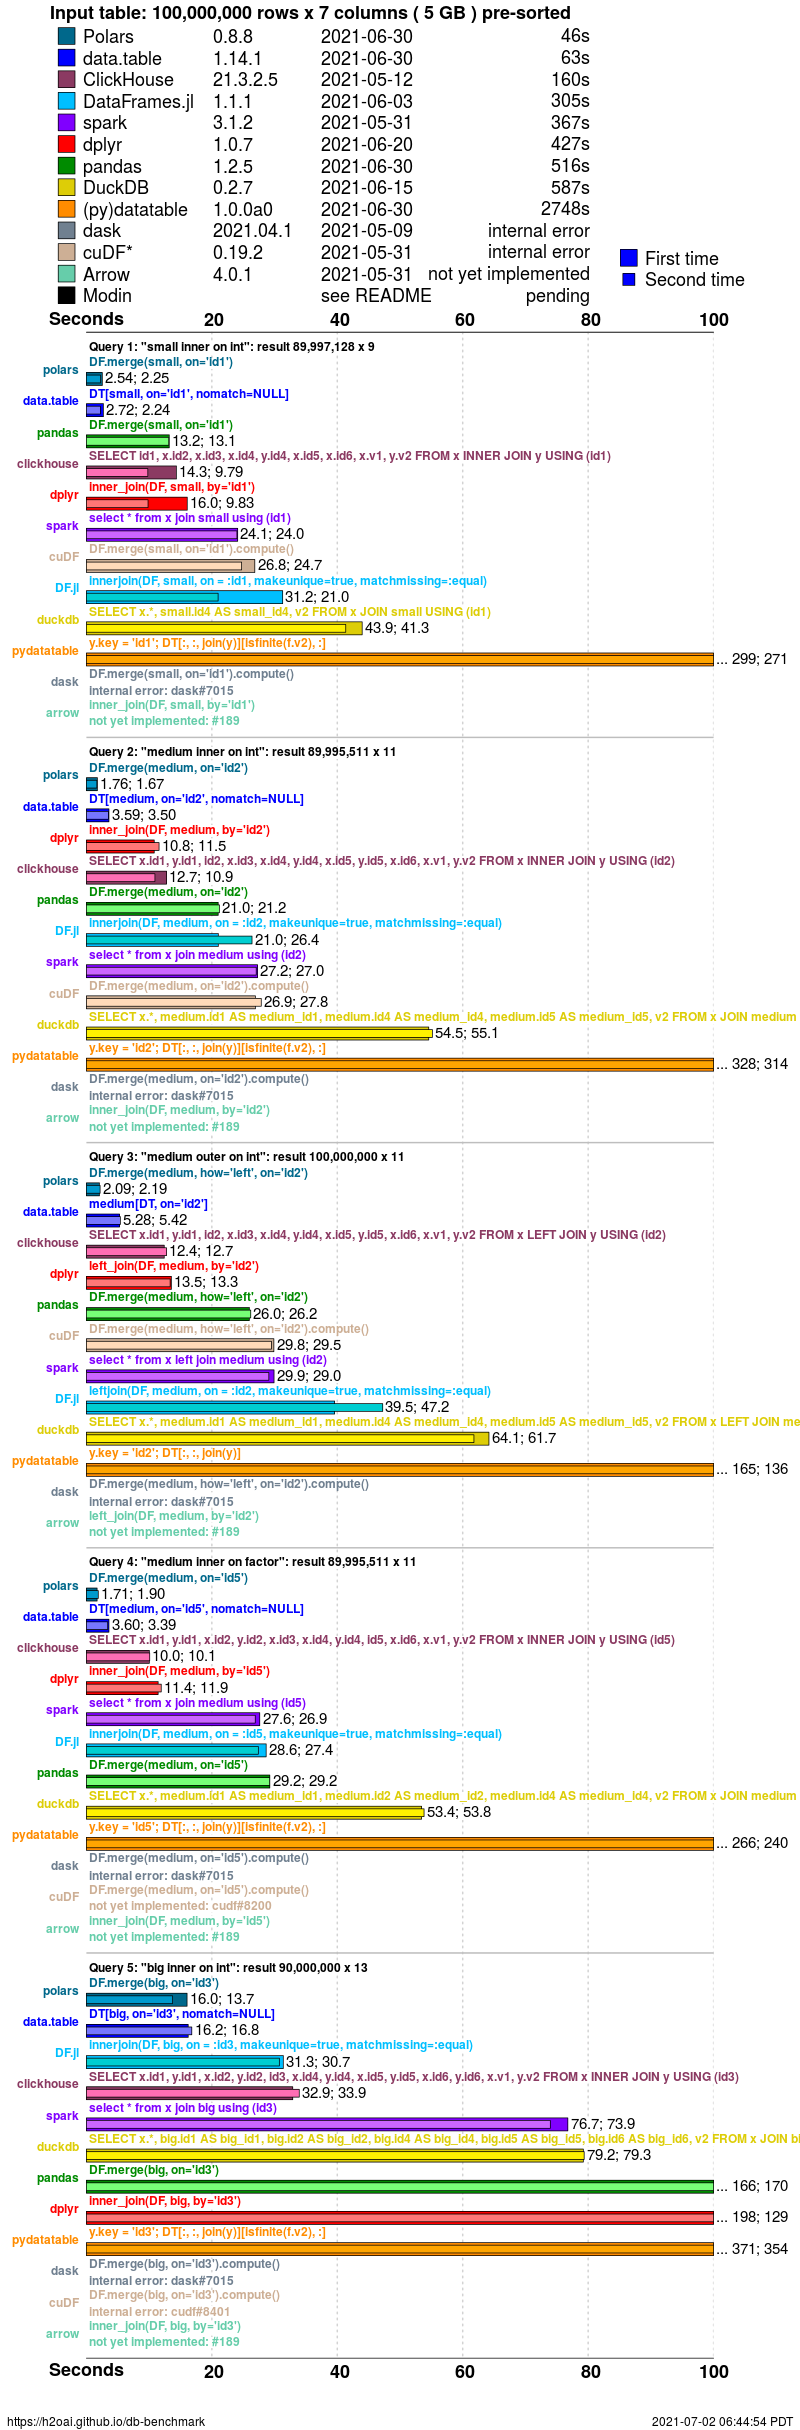 Input table: 100,000,000 rows x 7 columns ( 5 GB ) pre-sorted
Polars 0.8.8 2021-06-30 46s
data.table 1.14.1 2021-06-30 63s
ClickHouse 21.3.2.5 2021-05-12 160s
DataFrames.jl 1.1.1 2021-06-03 305s
spark 3.1.2 2021-05-31 367s
dplyr 1.0.7 2021-06-20 427s
pandas 1.2.5 2021-06-30 516s
DuckDB 0.2.7 2021-06-15 587s
(py)datatable 1.0.0a0 2021-06-30 2748s
dask 2021.04.1 2021-05-09 internal error
cuDF* 0.19.2 2021-05-31 internal error
Arrow 4.0.1 2021-05-31 not yet implemented
Modin see README pending
First time
Second time
Seconds 20 40 60 80 100
Query 1: "small inner on int": result 89,997,128 x 9
DF.merge(small, on='id1')
polars 2.54; 2.25
DT[small, on='id1', nomatch=NULL]
data.table 2.72; 2.24
DF.merge(small, on='id1')
pandas 13.2; 13.1
SELECT id1, x.id2, x.id3, x.id4, y.id4, x.id5, x.id6, x.v1, y.v2 FROM x INNER JOIN y USING (id1)
clickhouse 14.3; 9.79
inner_join(DF, small, by='id1')
dplyr 16.0; 9.83
select * from x join small using (id1)
spark 24.1; 24.0
DF.merge(small, on='id1').compute()
cuDF 26.8; 24.7
innerjoin(DF, small, on = :id1, makeunique=true, matchmissing=:equal)
DF.jl 31.2; 21.0
SELECT x.*, small.id4 AS small_id4, v2 FROM x JOIN small USING (id1)
duckdb 43.9; 41.3
y.key = 'id1'; DT[:, :, join(y)][isfinite(f.v2), :]
pydatatable ... 299; 271
DF.merge(small, on='id1').compute()
dask internal error: dask#7015
inner_join(DF, small, by='id1')
arrow not yet implemented: #189
Query 2: "medium inner on int": result 89,995,511 x 11
DF.merge(medium, on='id2')
polars 1.76; 1.67
DT[medium, on='id2', nomatch=NULL]
data.table 3.59; 3.50
inner_join(DF, medium, by='id2')
dplyr 10.8; 11.5
SELECT x.id1, y.id1, id2, x.id3, x.id4, y.id4, x.id5, y.id5, x.id6, x.v1, y.v2 FROM x INNER JOIN y USING (id2)
clickhouse 12.7; 10.9
DF.merge(medium, on='id2')
pandas 21.0; 21.2
innerjoin(DF, medium, on = :id2, makeunique=true, matchmissing=:equal)
DF.jl 21.0; 26.4
select * from x join medium using (id2)
spark 27.2; 27.0
DF.merge(medium, on='id2').compute()
cuDF 26.9; 27.8
SELECT x.*, medium.id1 AS medium_id1, medium.id4 AS medium_id4, medium.id5 AS medium_id5, v2 FROM x JOIN medium
duckdb 54.5; 55.1
y.key = 'id2'; DT[:, :, join(y)][isfinite(f.v2), :]
pydatatable ... 328; 314
DF.merge(medium, on='id2').compute()
dask internal error: dask#7015
inner_join(DF, medium, by='id2')
arrow not yet implemented: #189
Query 3: "medium outer on int": result 100,000,000 x 11
DF.merge(medium, how='left', on='id2')
polars 2.09; 2.19
medium[DT, on='id2']
data.table 5.28; 5.42
SELECT x.id1, y.id1, id2, x.id3, x.id4, y.id4, x.id5, y.id5, x.id6, x.v1, y.v2 FROM x LEFT JOIN y USING (id2)
clickhouse 12.4; 12.7
left_join(DF, medium, by='id2')
dplyr 13.5; 13.3
DF.merge(medium, how='left', on='id2')
pandas 26.0; 26.2
DF.merge(medium, how='left', on='id2').compute()
cuDF 29.8; 29.5
select * from x left join medium using (id2)
spark 29.9; 29.0
leftjoin(DF, medium, on = :id2, makeunique=true, matchmissing=:equal)
DF.jl 39.5; 47.2
SELECT x.*, medium.id1 AS medium_id1, medium.id4 AS medium_id4, medium.id5 AS medium_id5, v2 FROM x LEFT JOIN me
duckdb 64.1; 61.7
y.key = 'id2'; DT[:, :, join(y)]
pydatatable ... 165; 136
DF.merge(medium, how='left', on='id2').compute()
dask internal error: dask#7015
left_join(DF, medium, by='id2')
arrow not yet implemented: #189
Query 4: "medium inner on factor": result 89,995,511 x 11
DF.merge(medium, on='id5')
polars 1.71; 1.90
DT[medium, on='id5', nomatch=NULL]
data.table 3.60; 3.39
SELECT x.id1, y.id1, x.id2, y.id2, x.id3, x.id4, y.id4, id5, x.id6, x.v1, y.v2 FROM x INNER JOIN y USING (id5)
clickhouse 10.0; 10.1
inner_join(DF, medium, by='id5')
dplyr 11.4; 11.9
select * from x join medium using (id5)
spark 27.6; 26.9
innerjoin(DF, medium, on = :id5, makeunique=true, matchmissing=:equal)
DF.jl 28.6; 27.4
DF.merge(medium, on='id5')
pandas 29.2; 29.2
SELECT x.*, medium.id1 AS medium_id1, medium.id2 AS medium_id2, medium.id4 AS medium_id4, v2 FROM x JOIN medium
duckdb 53.4; 53.8
y.key = 'id5'; DT[:, :, join(y)][isfinite(f.v2), :]
pydatatable ... 266; 240
DF.merge(medium, on='id5').compute()
dask internal error: dask#7015
DF.merge(medium, on='id5').compute()
cuDF not yet implemented: cudf#8200
inner_join(DF, medium, by='id5')
arrow not yet implemented: #189
Query 5: "big inner on int": result 90,000,000 x 13
DF.merge(big, on='id3')
polars 16.0; 13.7
DT[big, on='id3', nomatch=NULL]
data.table 16.2; 16.8
innerjoin(DF, big, on = :id3, makeunique=true, matchmissing=:equal)
DF.jl 31.3; 30.7
SELECT x.id1, y.id1, x.id2, y.id2, id3, x.id4, y.id4, x.id5, y.id5, x.id6, y.id6, x.v1, y.v2 FROM x INNER JOIN y USING (id3)
clickhouse 32.9; 33.9
select * from x join big using (id3)
spark 76.7; 73.9
SELECT x.*, big.id1 AS big_id1, big.id2 AS big_id2, big.id4 AS big_id4, big.id5 AS big_id5, big.id6 AS big_id6, v2 FROM x JOIN bi
duckdb 79.2; 79.3
DF.merge(big, on='id3')
pandas ... 166; 170
inner_join(DF, big, by='id3')
dplyr ... 198; 129
y.key = 'id3'; DT[:, :, join(y)][isfinite(f.v2), :]
pydatatable ... 371; 354
DF.merge(big, on='id3').compute()
dask internal error: dask#7015
DF.merge(big, on='id3').compute()
cuDF internal error: cudf#8401
inner_join(DF, big, by='id3')
arrow not yet implemented: #189
Seconds 20 40 60 80 100
https://h2oai.github.io/db-benchmark 2021-07-02 06:44:54 PDT